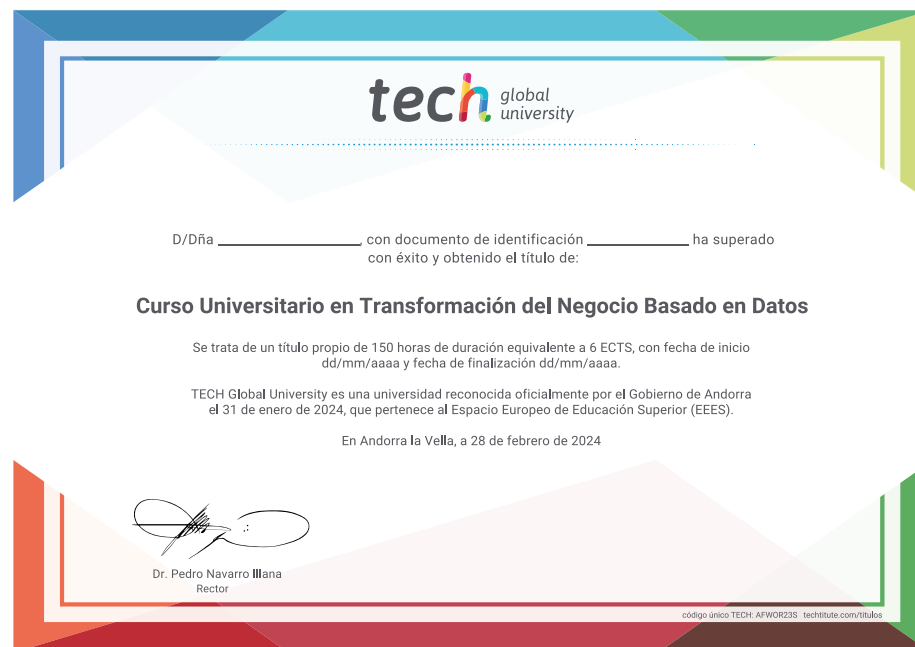 tech global university
D/Dña ______________, con documento de identificación __________ ha superado
con éxito y obtenido el título de:
Curso Universitario en Transformación del Negocio Basado en Datos
Se trata de un título propio de 150 horas de duración equivalente a 6 ECTS, con fecha de inicio
dd/mm/aaaa y fecha de finalización dd/mm/aaaa.
TECH Global University es una universidad reconocida oficialmente por el Gobierno de Andorra
el 31 de enero de 2024, que pertenece al Espacio Europeo de Educación Superior (EEES).
En Andorra la Vella, a 28 de febrero de 2024
Dr. Pedro Navarro Illana
Rector
código único TECH: AFWOR23S techtitute.com/titulos